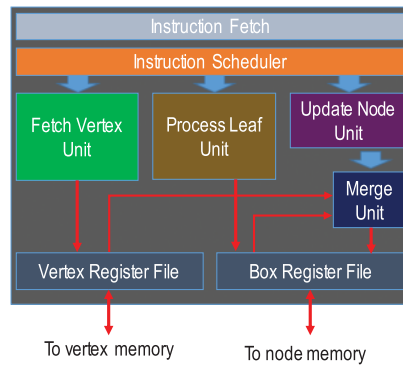 Instruction Fetch
Instruction Scheduler
Fetch Vertex
Unit
Process Leaf
Unit
Update Node
Unit
Merge
Unit
Vertex Register File
Box Register File
To vertex memory
To node memory